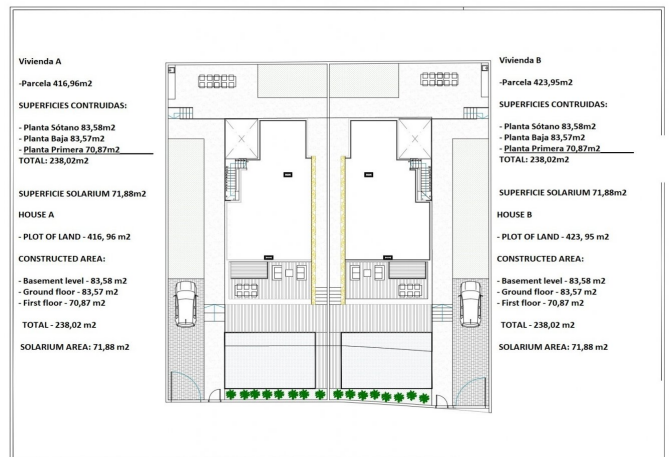 Vivienda A
-Parcela 416,96m2
SUPERFICIES CONTRUIDAS:
- Planta Sótano 83,58m2
- Planta Baja 83,57m2
- Planta Primera 70,87m2
TOTAL: 238,02m2
SUPERFICIE SOLARIUM 71,88m2
HOUSE A
- PLOT OF LAND - 416, 96 m2
CONSTRUCTED AREA:
- Basement level - 83,58 m2
- Ground floor - 83,57 m2
- First floor - 70,87 m2
TOTAL - 238,02 m2
SOLARIUM AREA: 71,88 m2
Vivienda B
-Parcela 423,95m2
SUPERFICIES CONTRUIDAS:
- Planta Sótano 83,58m2
- Planta Baja 83,57m2
- Planta Primera 70,87m2
TOTAL: 238,02m2
SUPERFICIE SOLARIUM 71,88m2
HOUSE B
- PLOT OF LAND - 423, 95 m2
CONSTRUCTED AREA:
- Basement level - 83,58 m2
- Ground floor - 83,57 m2
- First floor - 70,87 m2
TOTAL - 238,02 m2
SOLARIUM AREA: 71,88 m2